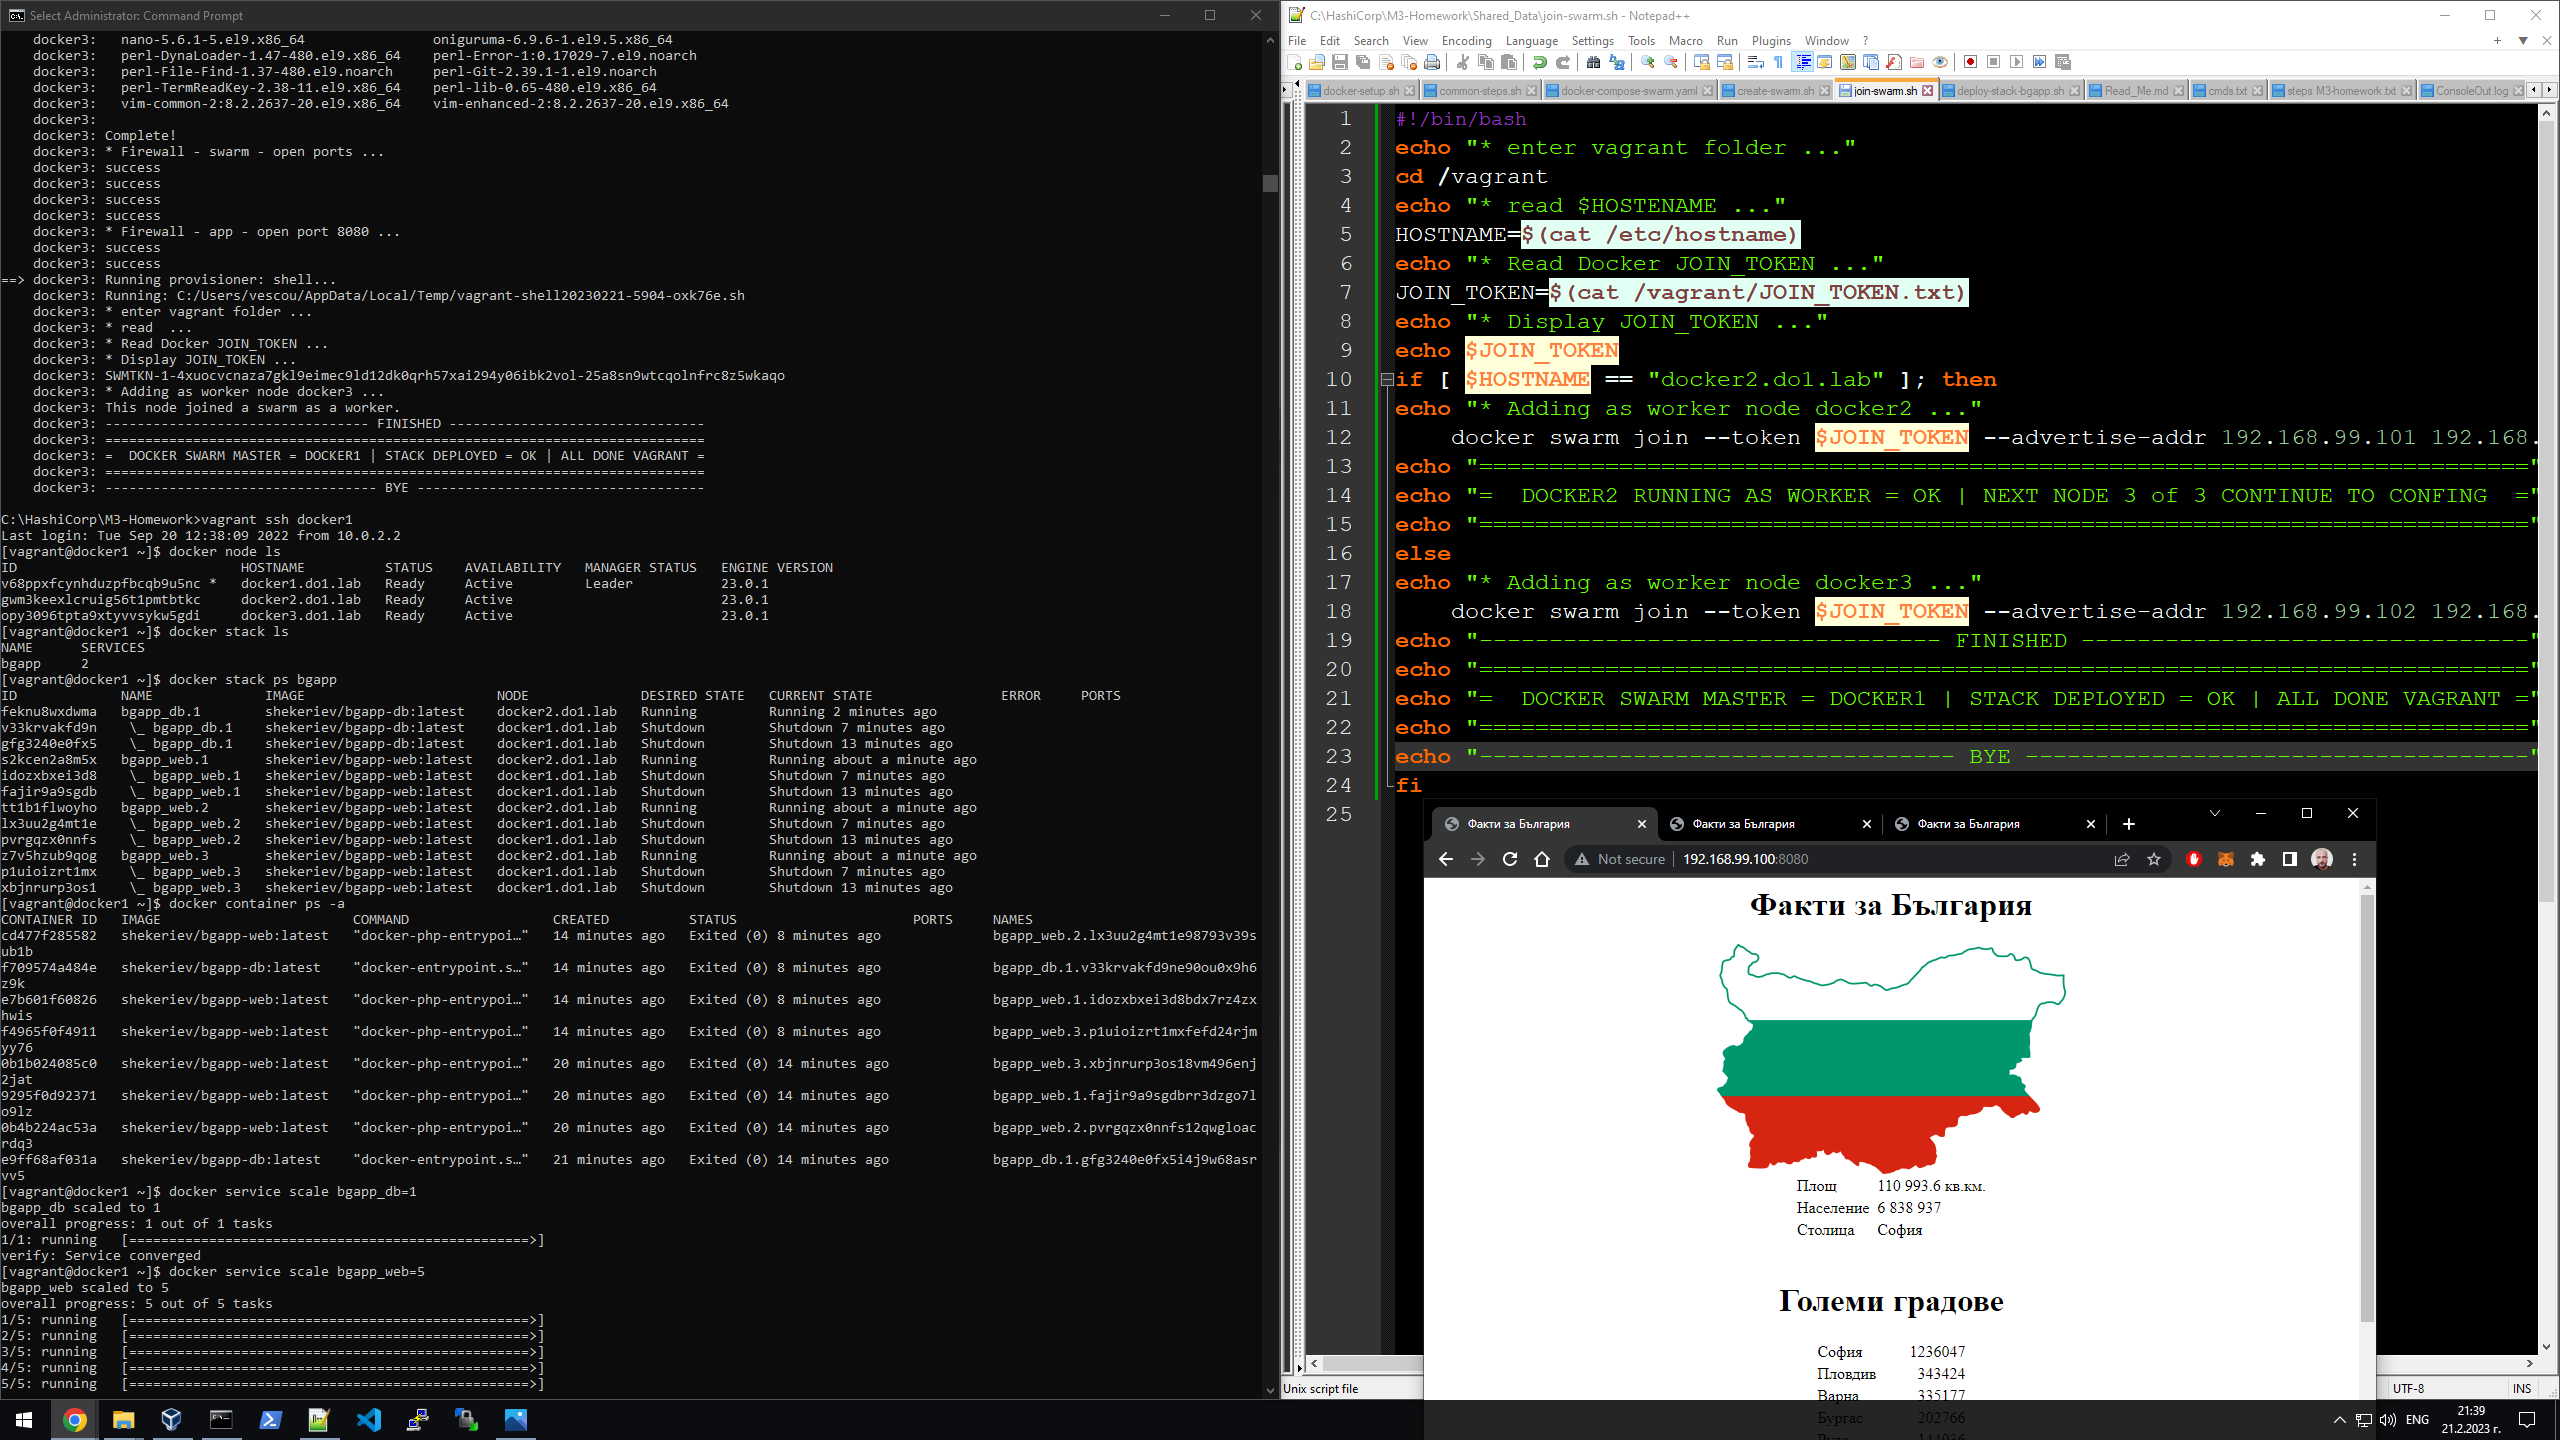 Select Administrator: Command Prompt
docker3:   nano-5.6.1-5.el9.x86_64                oniguruma-6.9.6-1.el9.5.x86_64
docker3:   perl-DynaLoader-1.47-480.el9.x86_64    perl-Error-1:0.17029-7.el9.noarch
docker3:   perl-File-Find-1.37-480.el9.noarch     perl-Git-2.39.1-1.el9.noarch
docker3:   perl-TermReadKey-2.38-11.el9.x86_64    perl-lib-0.65-480.el9.x86_64
docker3:   vim-common-2:8.2.2637-20.el9.x86_64    vim-enhanced-2:8.2.2637-20.el9.x86_64
docker3:
docker3: Complete!
docker3: * Firewall - swarm - open ports ...
docker3: success
docker3: success
docker3: success
docker3: success
docker3: * Firewall - app - open port 8080 ...
docker3: success
docker3: success
==> docker3: Running provisioner: shell...
docker3: Running: C:/Users/vescou/AppData/Local/Temp/vagrant-shell20230221-5904-oxk76e.sh
docker3: * enter vagrant folder ...
docker3: * read  ...
docker3: * Read Docker JOIN_TOKEN ...
docker3: * Display JOIN_TOKEN ...
docker3: SWMTKN-1-4xuocvcnaza7gkl9eimec9ld12dk0qrh57xai294y06ibk2vol-25a8sn9wtcqolnfrc8z5wkaqo
docker3: * Adding as worker node docker3 ...
docker3: This node joined a swarm as a worker.
docker3: --------------------------------- FINISHED --------------------------------
docker3: ===========================================================================
docker3: =  DOCKER SWARM MASTER = DOCKER1 | STACK DEPLOYED = OK | ALL DONE VAGRANT =
docker3: ===========================================================================
docker3: ---------------------------------- BYE ------------------------------------
C:\HashiCorp\M3-Homework>vagrant ssh docker1
Last login: Tue Sep 20 12:38:09 2022 from 10.0.2.2
[vagrant@docker1 ~]$ docker node ls
ID                            HOSTNAME          STATUS    AVAILABILITY   MANAGER STATUS   ENGINE VERSION
v68ppxfcynhduzpfbcqb9u5nc *   docker1.do1.lab   Ready     Active         Leader           23.0.1
gwm3keexlcruig56t1pmtbtkc     docker2.do1.lab   Ready     Active                          23.0.1
opy3096tpta9xtyvvsykw5gdi     docker3.do1.lab   Ready     Active                          23.0.1
[vagrant@docker1 ~]$ docker stack ls
NAME      SERVICES
bgapp     2
[vagrant@docker1 ~]$ docker stack ps bgapp
ID             NAME              IMAGE                        NODE              DESIRED STATE   CURRENT STATE                ERROR     PORTS
feknu8wxdwma   bgapp_db.1        shekeriev/bgapp-db:latest    docker2.do1.lab   Running         Running 2 minutes ago
v33krvakfd9n    \_ bgapp_db.1    shekeriev/bgapp-db:latest    docker1.do1.lab   Shutdown        Shutdown 7 minutes ago
gfg3240e0fx5    \_ bgapp_db.1    shekeriev/bgapp-db:latest    docker1.do1.lab   Shutdown        Shutdown 13 minutes ago
s2kcen2a8m5x   bgapp_web.1       shekeriev/bgapp-web:latest   docker2.do1.lab   Running         Running about a minute ago
idozxbxei3d8    \_ bgapp_web.1   shekeriev/bgapp-web:latest   docker1.do1.lab   Shutdown        Shutdown 7 minutes ago
fajir9a9sgdb    \_ bgapp_web.1   shekeriev/bgapp-web:latest   docker1.do1.lab   Shutdown        Shutdown 13 minutes ago
tt1b1flwoyho   bgapp_web.2       shekeriev/bgapp-web:latest   docker2.do1.lab   Running         Running about a minute ago
lx3uu2g4mt1e    \_ bgapp_web.2   shekeriev/bgapp-web:latest   docker1.do1.lab   Shutdown        Shutdown 7 minutes ago
pvrgqzx0nnfs    \_ bgapp_web.2   shekeriev/bgapp-web:latest   docker1.do1.lab   Shutdown        Shutdown 13 minutes ago
z7v5hzub9qog   bgapp_web.3       shekeriev/bgapp-web:latest   docker2.do1.lab   Running         Running about a minute ago
p1uioizrt1mx    \_ bgapp_web.3   shekeriev/bgapp-web:latest   docker1.do1.lab   Shutdown        Shutdown 7 minutes ago
xbjnrurp3os1    \_ bgapp_web.3   shekeriev/bgapp-web:latest   docker1.do1.lab   Shutdown        Shutdown 13 minutes ago
[vagrant@docker1 ~]$ docker container ps -a
CONTAINER ID   IMAGE                        COMMAND                  CREATED          STATUS                      PORTS     NAMES
cd477f285582   shekeriev/bgapp-web:latest   "docker-php-entrypoi…"   14 minutes ago   Exited (0) 8 minutes ago              bgapp_web.2.lx3uu2g4mt1e98793v39s
ub1b
f709574a484e   shekeriev/bgapp-db:latest    "docker-entrypoint.s…"   14 minutes ago   Exited (0) 8 minutes ago              bgapp_db.1.v33krvakfd9ne90ou0x9h6
z9k
e7b601f60826   shekeriev/bgapp-web:latest   "docker-php-entrypoi…"   14 minutes ago   Exited (0) 8 minutes ago              bgapp_web.1.idozxbxei3d8bdx7rz4zx
hwis
f4965f0f4911   shekeriev/bgapp-web:latest   "docker-php-entrypoi…"   14 minutes ago   Exited (0) 8 minutes ago              bgapp_web.3.p1uioizrt1mxfefd24rjm
yy76
0b1b024085c0   shekeriev/bgapp-web:latest   "docker-php-entrypoi…"   20 minutes ago   Exited (0) 14 minutes ago             bgapp_web.3.xbjnrurp3os18vm496enj
2jat
9295f0d92371   shekeriev/bgapp-web:latest   "docker-php-entrypoi…"   20 minutes ago   Exited (0) 14 minutes ago             bgapp_web.1.fajir9a9sgdbrr3dzgo7l
o9lz
0b4b224ac53a   shekeriev/bgapp-web:latest   "docker-php-entrypoi…"   20 minutes ago   Exited (0) 14 minutes ago             bgapp_web.2.pvrgqzx0nnfs12qwgloac
rdq3
e9ff68af031a   shekeriev/bgapp-db:latest    "docker-entrypoint.s…"   21 minutes ago   Exited (0) 14 minutes ago             bgapp_db.1.gfg3240e0fx5i4j9w68asr
vv5
[vagrant@docker1 ~]$ docker service scale bgapp_db=1
bgapp_db scaled to 1
overall progress: 1 out of 1 tasks
1/1: running   [==================================================>]
verify: Service converged
[vagrant@docker1 ~]$ docker service scale bgapp_web=5
bgapp_web scaled to 5
overall progress: 5 out of 5 tasks
1/5: running   [==================================================>]
2/5: running   [==================================================>]
3/5: running   [==================================================>]
4/5: running   [==================================================>]
5/5: running   [==================================================>]
C:\HashiCorp\M3-Homework\Shared_Data\join-swarm.sh - Notepad++
File Edit Search View Encoding Language Settings Tools Macro Run Plugins Window ?
docker-setup.sh common-steps.sh docker-compose-swarm.yaml create-swarm.sh join-swarm.sh deploy-stack-bgapp.sh Read_Me.md cmds.txt steps M3-homework.txt ConsoleOut.log
1 #!/bin/bash
2 echo "* enter vagrant folder ..."
3 cd /vagrant
4 echo "* read $HOSTENAME ..."
5 HOSTNAME=$(cat /etc/hostname)
6 echo "* Read Docker JOIN_TOKEN ..."
7 JOIN_TOKEN=$(cat /vagrant/JOIN_TOKEN.txt)
8 echo "* Display JOIN_TOKEN ..."
9 echo $JOIN_TOKEN
10 if [ $HOSTNAME == "docker2.do1.lab" ]; then
11 echo "* Adding as worker node docker2 ..."
12     docker swarm join --token $JOIN_TOKEN --advertise-addr 192.168.99.101 192.168.
13 echo "==========================================================================="
14 echo "=  DOCKER2 RUNNING AS WORKER = OK | NEXT NODE 3 of 3 CONTINUE TO CONFING  ="
15 echo "==========================================================================="
16 else
17 echo "* Adding as worker node docker3 ..."
18     docker swarm join --token $JOIN_TOKEN --advertise-addr 192.168.99.102 192.168.
19 echo "--------------------------------- FINISHED --------------------------------"
20 echo "==========================================================================="
21 echo "=  DOCKER SWARM MASTER = DOCKER1 | STACK DEPLOYED = OK | ALL DONE VAGRANT ="
22 echo "==========================================================================="
23 echo "---------------------------------- BYE ------------------------------------"
24 fi
25
Факти за България Факти за България Факти за България
Not secure 192.168.99.100:8080
Факти за България
Площ 110 993.6 кв.км.
Население 6 838 937
Столица София
Големи градове
София 1236047
Пловдив 343424
Варна 335177
Бургас 202766
Unix script file UTF-8 INS
ENG 21:39
21.2.2023 г.